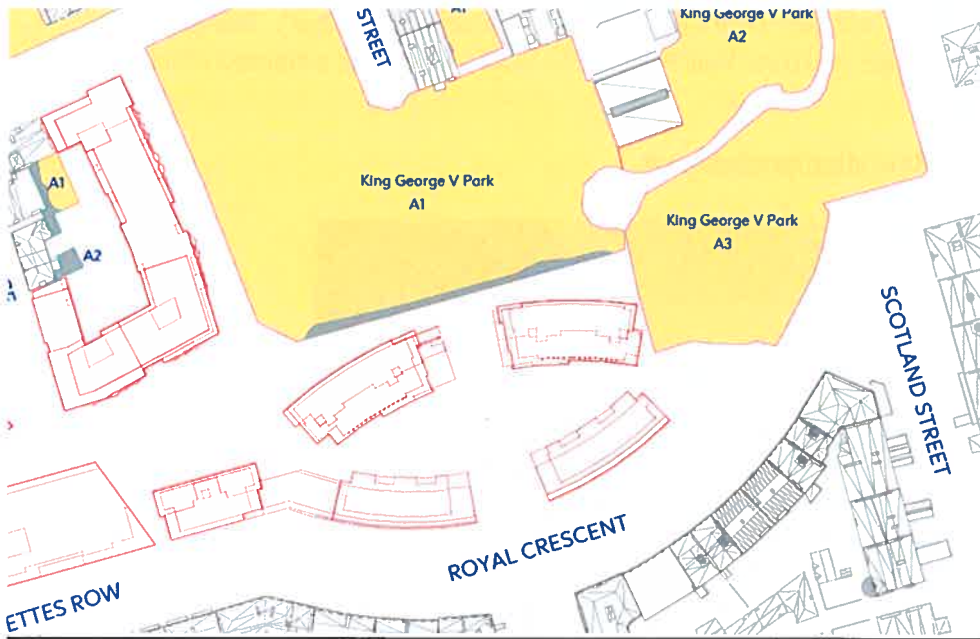 STREET
A1
King George V Park
A2
A1
King George V Park
A1
King George V Park
A3
A2
SCOTLAND STREET
ROYAL CRESCENT
ETTES ROW